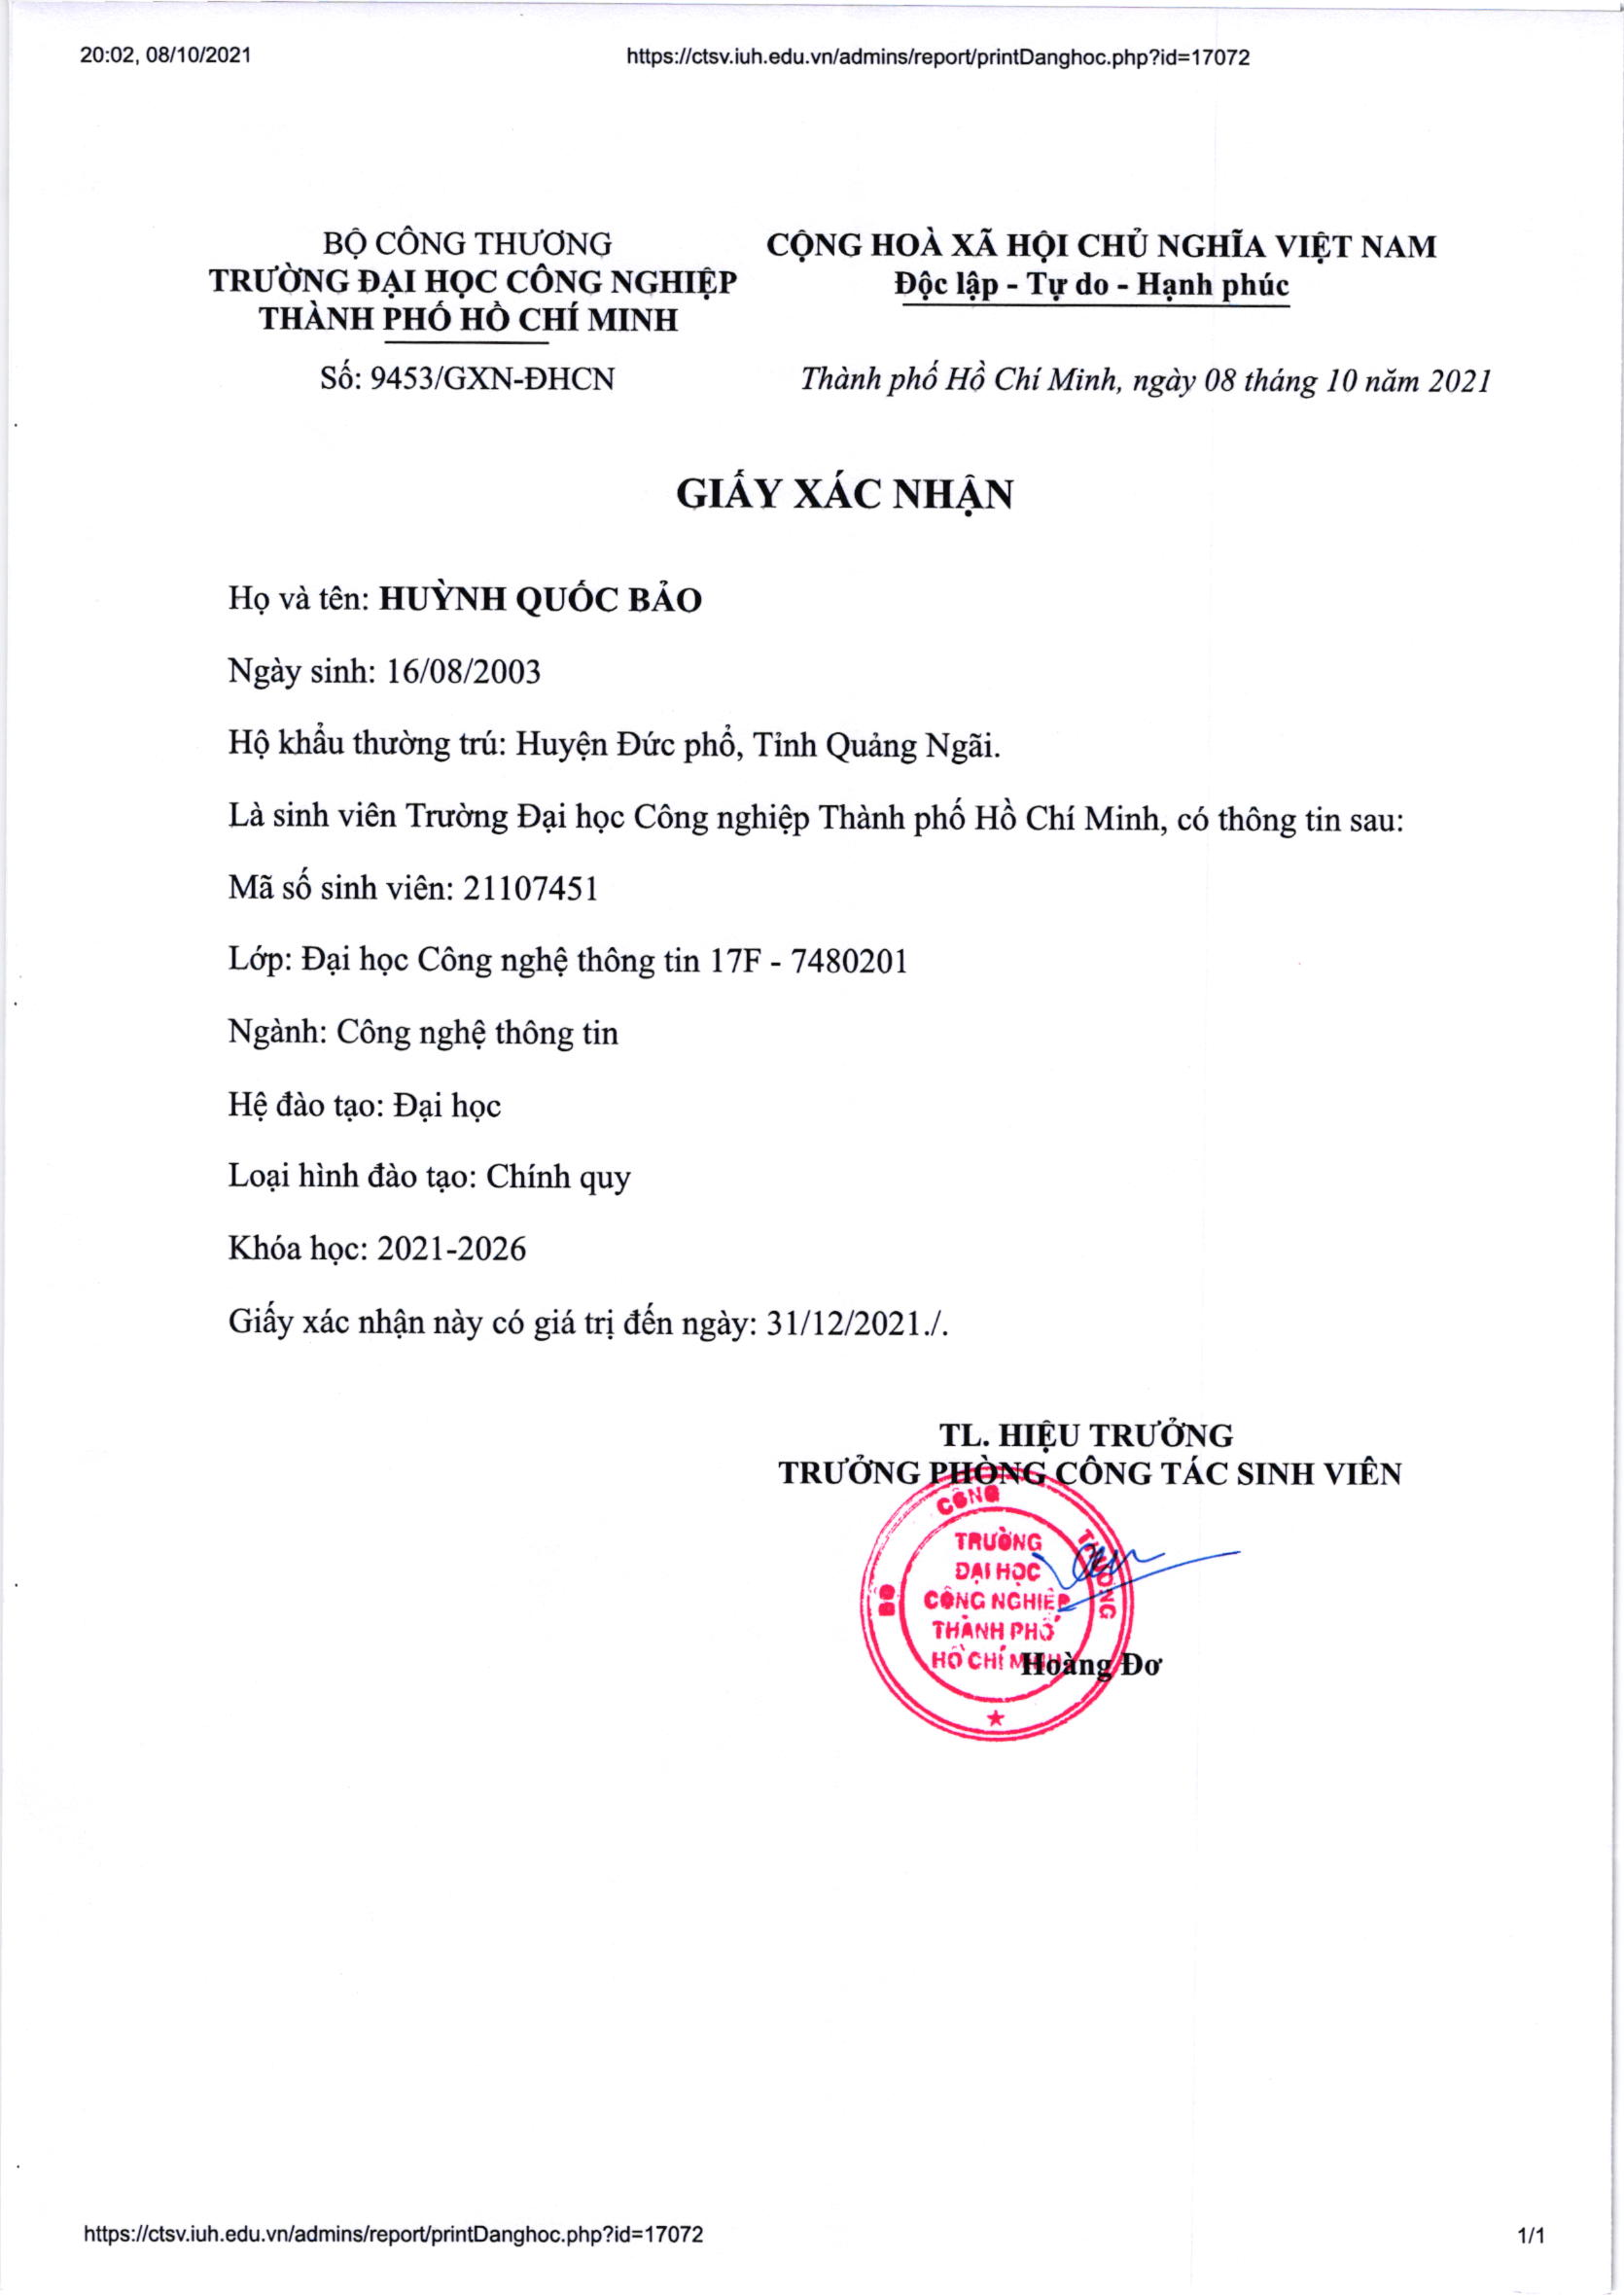 20:02, 08/10/2021
https://ctsv.iuh.edu.vn/admins/report/printDanghoc.php?id=17072
BỘ CÔNG THƯƠNG
TRƯỜNG ĐẠI HỌC CÔNG NGHIỆP
THÀNH PHỐ HỒ CHÍ MINH
Số: 9453/GXN-ĐHCN
CỘNG HOÀ XÃ HỘI CHỦ NGHĨA VIỆT NAM
Độc lập - Tự do - Hạnh phúc
Thành phố Hồ Chí Minh, ngày 08 tháng 10 năm 2021
GIẤY XÁC NHẬN
Họ và tên: HUỲNH QUỐC BẢO
Ngày sinh: 16/08/2003
Hộ khẩu thường trú: Huyện Đức phổ, Tỉnh Quảng Ngãi.
Là sinh viên Trường Đại học Công nghiệp Thành phố Hồ Chí Minh, có thông tin sau:
Mã số sinh viên: 21107451
Lớp: Đại học Công nghệ thông tin 17F - 7480201
Ngành: Công nghệ thông tin
Hệ đào tạo: Đại học
Loại hình đào tạo: Chính quy
Khóa học: 2021-2026
Giấy xác nhận này có giá trị đến ngày: 31/12/2021./.
TL. HIỆU TRƯỞNG
TRƯỞNG PHÒNG CÔNG TÁC SINH VIÊN
BỘ CÔNG THƯƠNG
TRƯỜNG
ĐẠI HỌC
CÔNG NGHIỆP
THÀNH PHỐ
HỒ CHÍ MINH
Hoàng Đơ
https://ctsv.iuh.edu.vn/admins/report/printDanghoc.php?id=17072
1/1